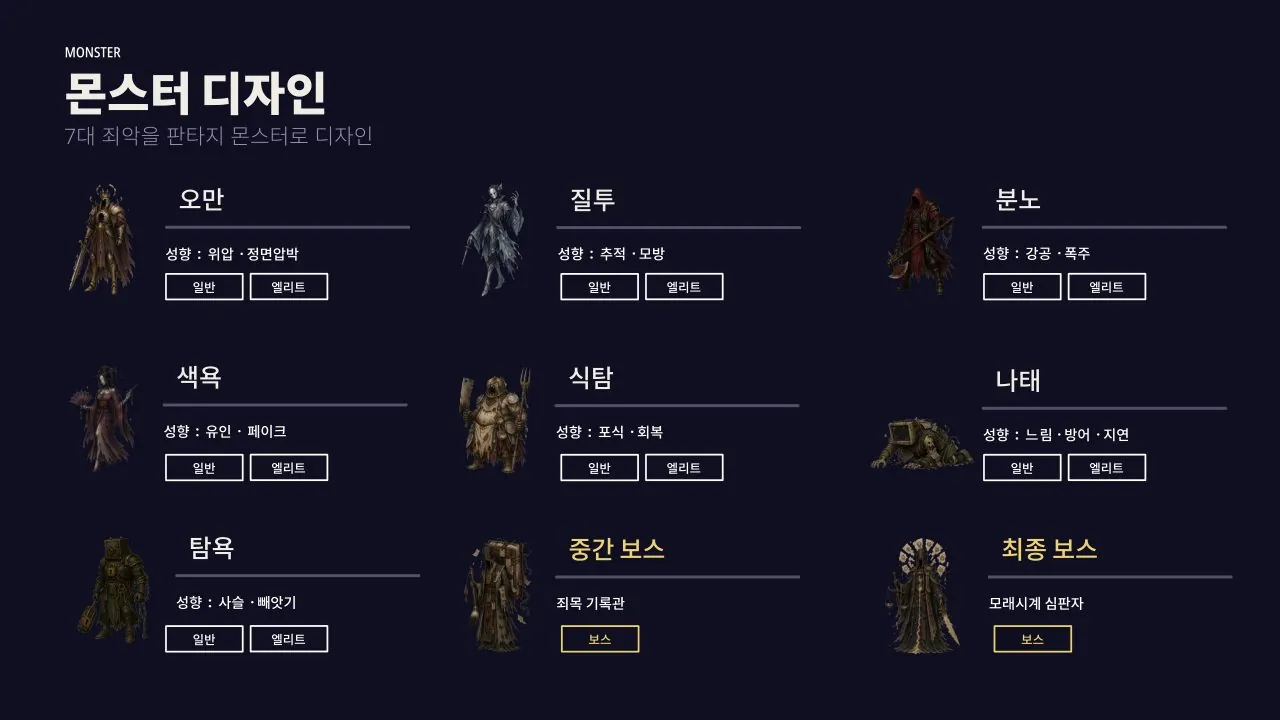 MONSTER
몬스터 디자인
7대 죄악을 판타지 몬스터로 디자인
오만
성향 : 위압 · 정면압박
일반
엘리트
질투
성향 : 추적 · 모방
일반
엘리트
분노
성향 : 강공 · 폭주
일반
엘리트
색욕
성향 : 유인 · 페이크
일반
엘리트
식탐
성향 : 포식 · 회복
일반
엘리트
나태
성향 : 느림 · 방어 · 지연
일반
엘리트
탐욕
성향 : 사슬 · 빼앗기
일반
엘리트
중간 보스
죄목 기록관
보스
최종 보스
모래시계 심판자
보스